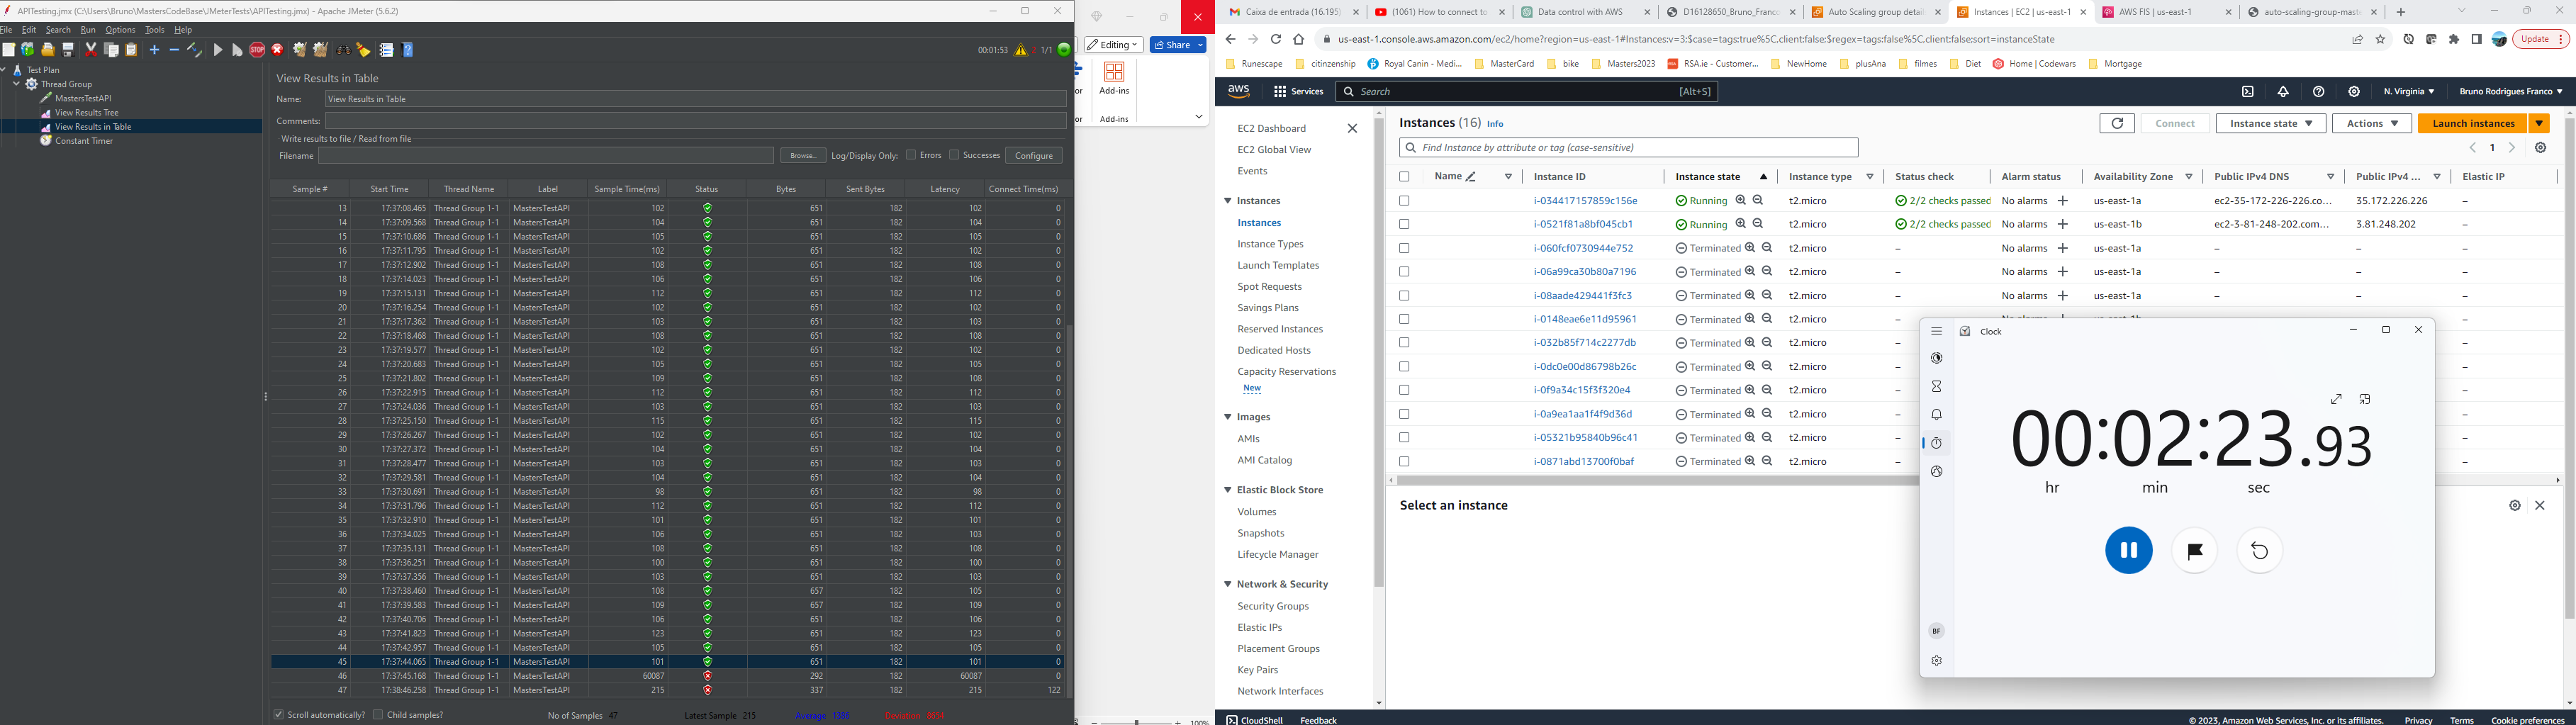 APITesting.jmx (C:\Users\Bruno\MastersCodeBase\JMeterTests\APITesting.jmx) - Apache JMeter (5.6.2)
File Edit Search Run Options Tools Help
00:01:53 2 1/1
Test Plan
Thread Group
MastersTestAPI
View Results Tree
View Results in Table
Constant Timer
View Results in Table
Name: View Results in Table
Comments:
Write results to file / Read from file
Filename Browse... Log/Display Only: Errors Successes Configure
Sample # Start Time Thread Name Label Sample Time(ms) Status Bytes Sent Bytes Latency Connect Time(ms)
13 17:37:08.465 Thread Group 1-1 MastersTestAPI 102 651 182 102 0
14 17:37:09.568 Thread Group 1-1 MastersTestAPI 104 651 182 104 0
15 17:37:10.686 Thread Group 1-1 MastersTestAPI 105 651 182 105 0
16 17:37:11.795 Thread Group 1-1 MastersTestAPI 102 651 182 102 0
17 17:37:12.902 Thread Group 1-1 MastersTestAPI 108 651 182 108 0
18 17:37:14.023 Thread Group 1-1 MastersTestAPI 106 651 182 106 0
19 17:37:15.131 Thread Group 1-1 MastersTestAPI 112 651 182 112 0
20 17:37:16.254 Thread Group 1-1 MastersTestAPI 102 651 182 102 0
21 17:37:17.362 Thread Group 1-1 MastersTestAPI 103 651 182 103 0
22 17:37:18.468 Thread Group 1-1 MastersTestAPI 108 651 182 108 0
23 17:37:19.577 Thread Group 1-1 MastersTestAPI 102 651 182 102 0
24 17:37:20.683 Thread Group 1-1 MastersTestAPI 105 651 182 105 0
25 17:37:21.802 Thread Group 1-1 MastersTestAPI 109 651 182 108 0
26 17:37:22.915 Thread Group 1-1 MastersTestAPI 112 651 182 112 0
27 17:37:24.036 Thread Group 1-1 MastersTestAPI 103 651 182 103 0
28 17:37:25.150 Thread Group 1-1 MastersTestAPI 115 651 182 115 0
29 17:37:26.267 Thread Group 1-1 MastersTestAPI 102 651 182 102 0
30 17:37:27.372 Thread Group 1-1 MastersTestAPI 104 651 182 104 0
31 17:37:28.477 Thread Group 1-1 MastersTestAPI 103 651 182 103 0
32 17:37:29.581 Thread Group 1-1 MastersTestAPI 104 651 182 104 0
33 17:37:30.691 Thread Group 1-1 MastersTestAPI 98 651 182 98 0
34 17:37:31.796 Thread Group 1-1 MastersTestAPI 112 651 182 112 0
35 17:37:32.910 Thread Group 1-1 MastersTestAPI 101 651 182 101 0
36 17:37:34.025 Thread Group 1-1 MastersTestAPI 106 651 182 103 0
37 17:37:35.131 Thread Group 1-1 MastersTestAPI 108 651 182 108 0
38 17:37:36.251 Thread Group 1-1 MastersTestAPI 100 651 182 100 0
39 17:37:37.356 Thread Group 1-1 MastersTestAPI 103 651 182 103 0
40 17:37:38.460 Thread Group 1-1 MastersTestAPI 108 657 182 105 0
41 17:37:39.583 Thread Group 1-1 MastersTestAPI 109 657 182 109 0
42 17:37:40.706 Thread Group 1-1 MastersTestAPI 106 651 182 106 0
43 17:37:41.823 Thread Group 1-1 MastersTestAPI 123 651 182 123 0
44 17:37:42.957 Thread Group 1-1 MastersTestAPI 105 651 182 105 0
45 17:37:44.065 Thread Group 1-1 MastersTestAPI 101 651 182 101 0
46 17:37:45.168 Thread Group 1-1 MastersTestAPI 60087 292 182 60087 0
47 17:38:46.258 Thread Group 1-1 MastersTestAPI 215 337 182 215 122
Scroll automatically? Child samples? No of Samples 47 Latest Sample 215 Average 1386 Deviation 8654
Editing Share
Add-ins
Add-ins
100%
Caixa de entrada (16.195) (1061) How to connect to Data control with AWS D16128650_Bruno_Franco Auto Scaling group detail Instances | EC2 | us-east-1 AWS FIS | us-east-1 auto-scaling-group-maste
us-east-1.console.aws.amazon.com/ec2/home?region=us-east-1#Instances:v=3;$case=tags:true%5C,client:false;$regex=tags:false%5C,client:false;sort=instanceState
Update
Runescape citizinship Royal Canin - Medi... MasterCard bike Masters2023 RSA.ie - Customer... NewHome plusAna filmes Diet Home | Codewars Mortgage
aws Services Search [Alt+S] N. Virginia Bruno Rodrigues Franco
EC2 Dashboard
EC2 Global View
Events
Instances
Instances
Instance Types
Launch Templates
Spot Requests
Savings Plans
Reserved Instances
Dedicated Hosts
Capacity Reservations
New
Images
AMIs
AMI Catalog
Elastic Block Store
Volumes
Snapshots
Lifecycle Manager
Network & Security
Security Groups
Elastic IPs
Placement Groups
Key Pairs
Network Interfaces
Instances (16) Info
Connect Instance state Actions Launch instances
Find Instance by attribute or tag (case-sensitive)
1
Name Instance ID Instance state Instance type Status check Alarm status Availability Zone Public IPv4 DNS Public IPv4 ... Elastic IP
i-034417157859c156e Running t2.micro 2/2 checks passed No alarms + us-east-1a ec2-35-172-226-226.co... 35.172.226.226 –
i-0521f81a8bf045cb1 Running t2.micro 2/2 checks passed No alarms + us-east-1b ec2-3-81-248-202.com... 3.81.248.202 –
i-060fcf0730944e752 Terminated t2.micro – No alarms + us-east-1a – – –
i-06a99ca30b80a7196 Terminated t2.micro – No alarms + us-east-1a – – –
i-08aade429441f3fc3 Terminated t2.micro – No alarms + us-east-1a – – –
i-0148eae6e11d95961 Terminated t2.micro –
i-032b85f714c2277db Terminated t2.micro – –
i-0dc0e00d86798b26c Terminated t2.micro – –
i-0f9a34c15f3f320e4 Terminated t2.micro – –
i-0a9ea1aa1f4f9d36d Terminated t2.micro – –
i-05321b95840b96c41 Terminated t2.micro – –
i-0871abd13700f0baf Terminated t2.micro – –
Select an instance
Clock
00:02:23.93
hr min sec
BF
CloudShell Feedback © 2023, Amazon Web Services, Inc. or its affiliates. Privacy Terms Cookie preferences